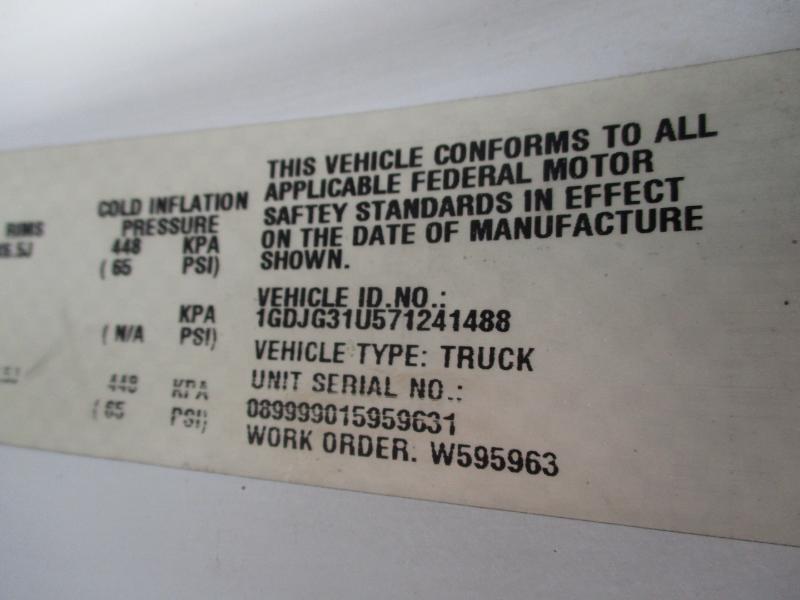 RIMS
COLD INFLATION
PRESSURE
448 KPA
(65 PSI)
KPA
(N/A PSI)
448 KPA
(65 PSI)
THIS VEHICLE CONFORMS TO ALL
APPLICABLE FEDERAL MOTOR
SAFTEY STANDARDS IN EFFECT
ON THE DATE OF MANUFACTURE
SHOWN.
VEHICLE ID.NO.:
1GDJG31U571241488
VEHICLE TYPE: TRUCK
UNIT SERIAL NO.:
089999015959631
WORK ORDER. W595963